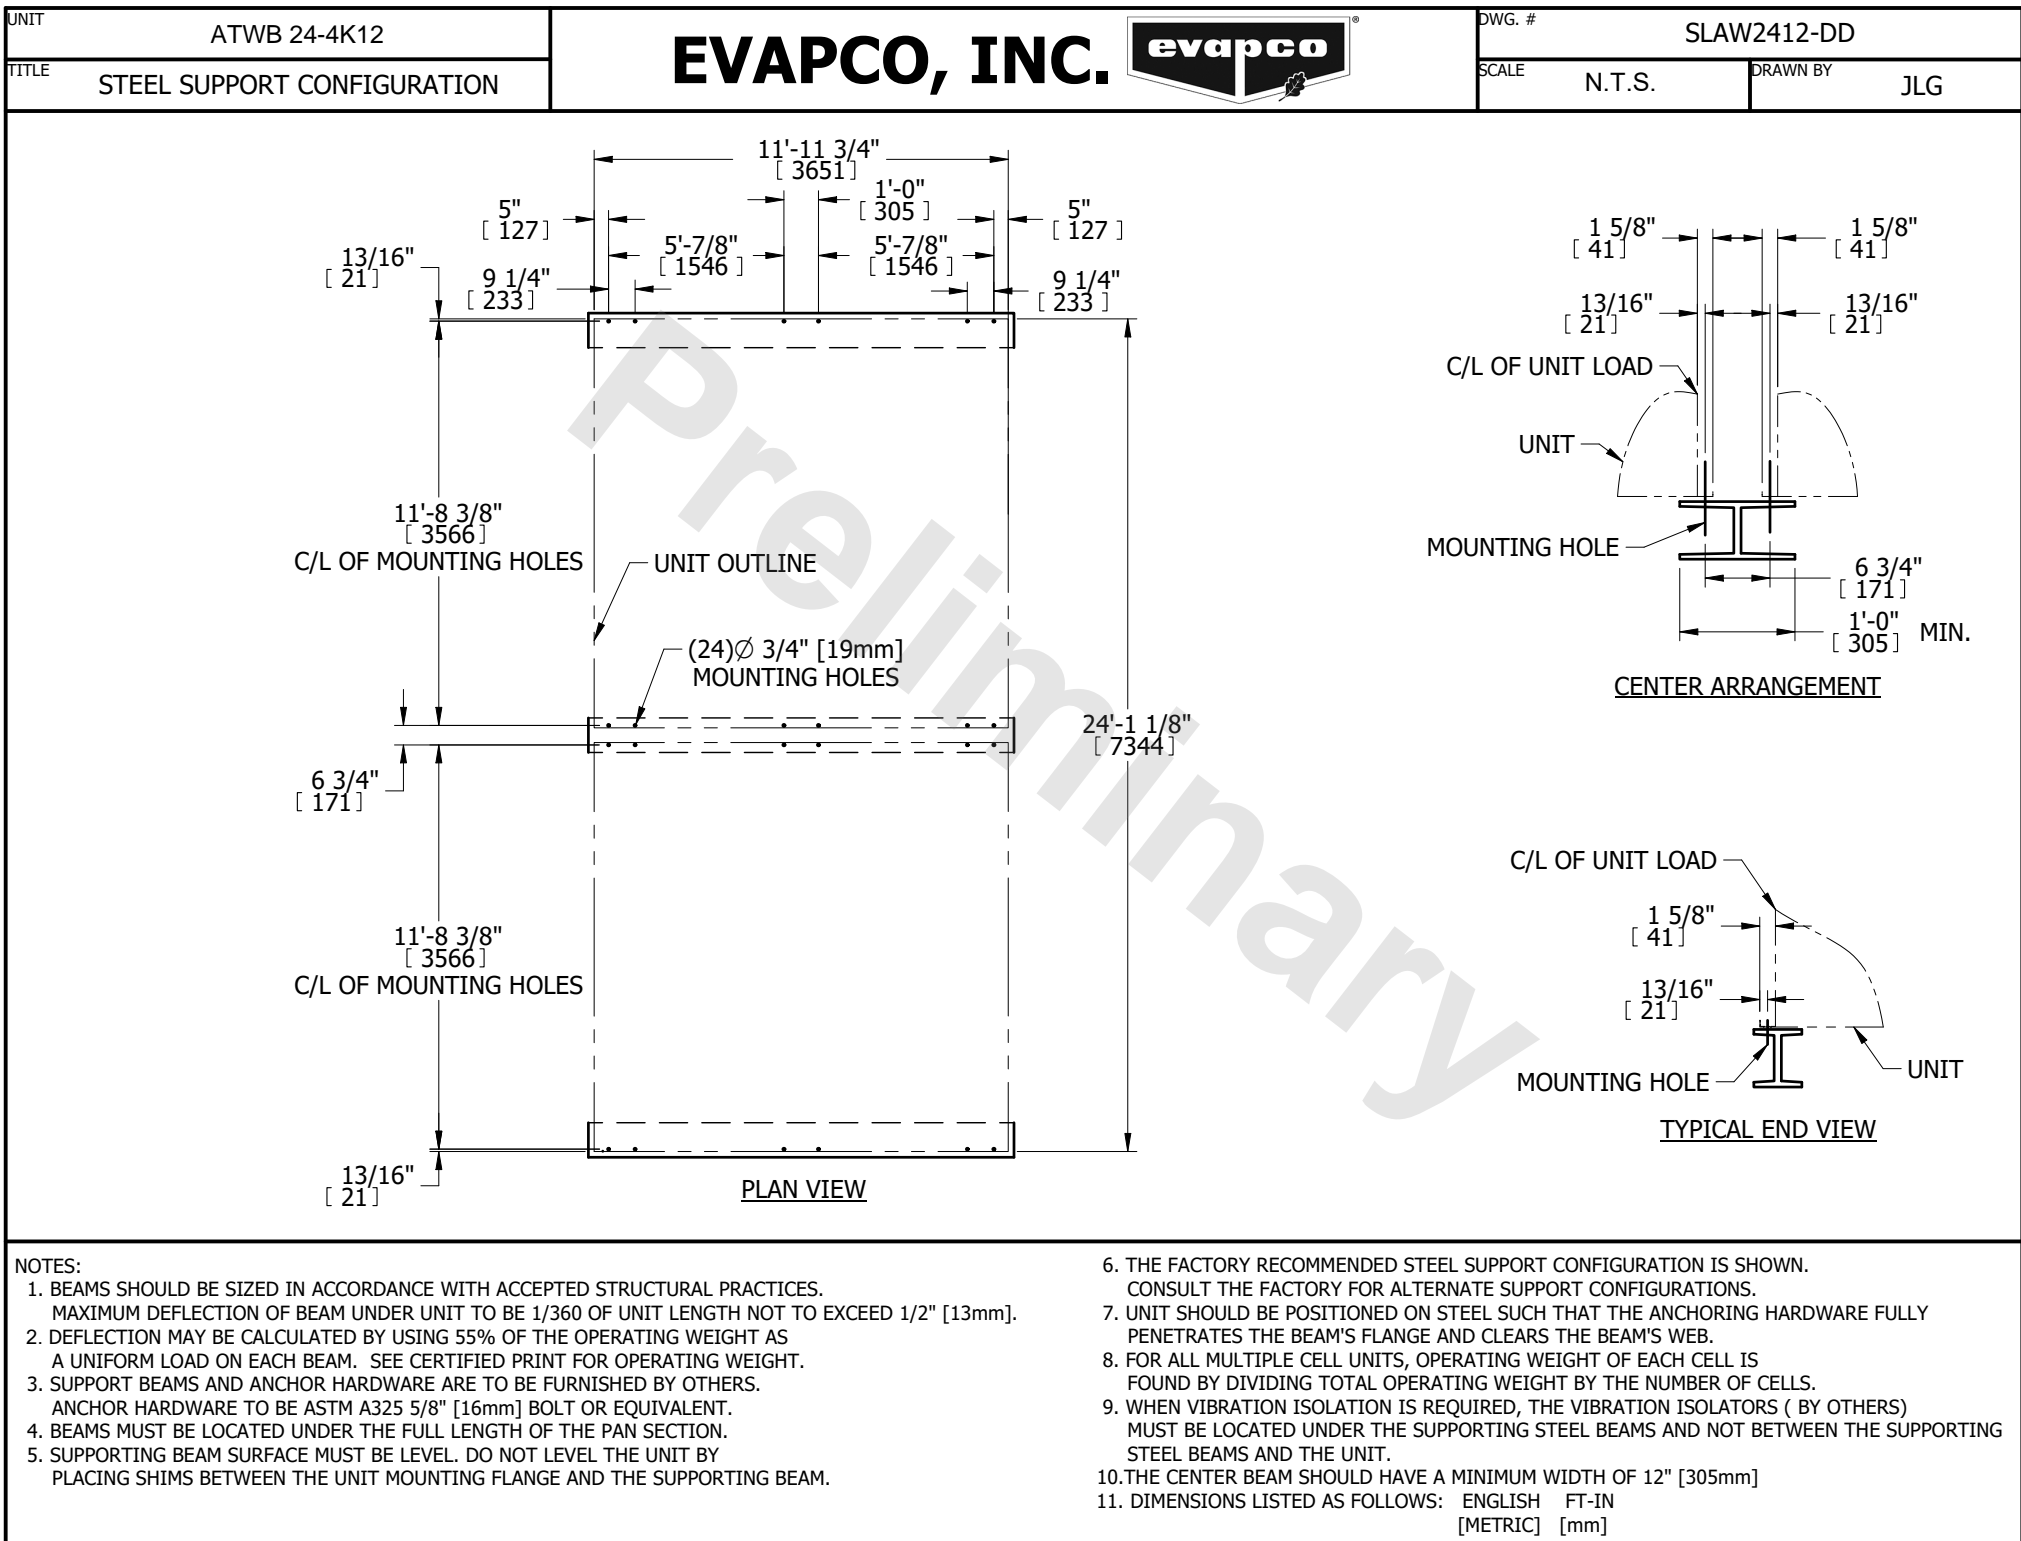 UNIT
ATWB 24-4K12
TITLE
STEEL SUPPORT CONFIGURATION
EVAPCO, INC.
evapco
®
DWG. #
SLAW2412-DD
SCALE
N.T.S.
DRAWN BY
JLG
11'-11 3/4"
[ 3651 ]
1'-0"
[ 305 ]
5"
[ 127 ]
5"
[ 127 ]
5'-7/8"
[ 1546 ]
5'-7/8"
[ 1546 ]
13/16"
[ 21 ]
9 1/4"
[ 233 ]
9 1/4"
[ 233 ]
11'-8 3/8"
[ 3566 ]
C/L OF MOUNTING HOLES
UNIT OUTLINE
(24)∅ 3/4" [19mm]
MOUNTING HOLES
24'-1 1/8"
[ 7344 ]
6 3/4"
[ 171 ]
11'-8 3/8"
[ 3566 ]
C/L OF MOUNTING HOLES
13/16"
[ 21 ]
PLAN VIEW
Preliminary
1 5/8"
[ 41 ]
1 5/8"
[ 41 ]
13/16"
[ 21 ]
13/16"
[ 21 ]
C/L OF UNIT LOAD
UNIT
MOUNTING HOLE
6 3/4"
[ 171 ]
1'-0"
[ 305 ] MIN.
CENTER ARRANGEMENT
C/L OF UNIT LOAD
1 5/8"
[ 41 ]
13/16"
[ 21 ]
MOUNTING HOLE
UNIT
TYPICAL END VIEW
NOTES:
1. BEAMS SHOULD BE SIZED IN ACCORDANCE WITH ACCEPTED STRUCTURAL PRACTICES.
MAXIMUM DEFLECTION OF BEAM UNDER UNIT TO BE 1/360 OF UNIT LENGTH NOT TO EXCEED 1/2" [13mm].
2. DEFLECTION MAY BE CALCULATED BY USING 55% OF THE OPERATING WEIGHT AS
A UNIFORM LOAD ON EACH BEAM. SEE CERTIFIED PRINT FOR OPERATING WEIGHT.
3. SUPPORT BEAMS AND ANCHOR HARDWARE ARE TO BE FURNISHED BY OTHERS.
ANCHOR HARDWARE TO BE ASTM A325 5/8" [16mm] BOLT OR EQUIVALENT.
4. BEAMS MUST BE LOCATED UNDER THE FULL LENGTH OF THE PAN SECTION.
5. SUPPORTING BEAM SURFACE MUST BE LEVEL. DO NOT LEVEL THE UNIT BY
PLACING SHIMS BETWEEN THE UNIT MOUNTING FLANGE AND THE SUPPORTING BEAM.
6. THE FACTORY RECOMMENDED STEEL SUPPORT CONFIGURATION IS SHOWN.
CONSULT THE FACTORY FOR ALTERNATE SUPPORT CONFIGURATIONS.
7. UNIT SHOULD BE POSITIONED ON STEEL SUCH THAT THE ANCHORING HARDWARE FULLY
PENETRATES THE BEAM'S FLANGE AND CLEARS THE BEAM'S WEB.
8. FOR ALL MULTIPLE CELL UNITS, OPERATING WEIGHT OF EACH CELL IS
FOUND BY DIVIDING TOTAL OPERATING WEIGHT BY THE NUMBER OF CELLS.
9. WHEN VIBRATION ISOLATION IS REQUIRED, THE VIBRATION ISOLATORS ( BY OTHERS)
MUST BE LOCATED UNDER THE SUPPORTING STEEL BEAMS AND NOT BETWEEN THE SUPPORTING
STEEL BEAMS AND THE UNIT.
10.THE CENTER BEAM SHOULD HAVE A MINIMUM WIDTH OF 12" [305mm]
11. DIMENSIONS LISTED AS FOLLOWS: ENGLISH FT-IN
[METRIC] [mm]